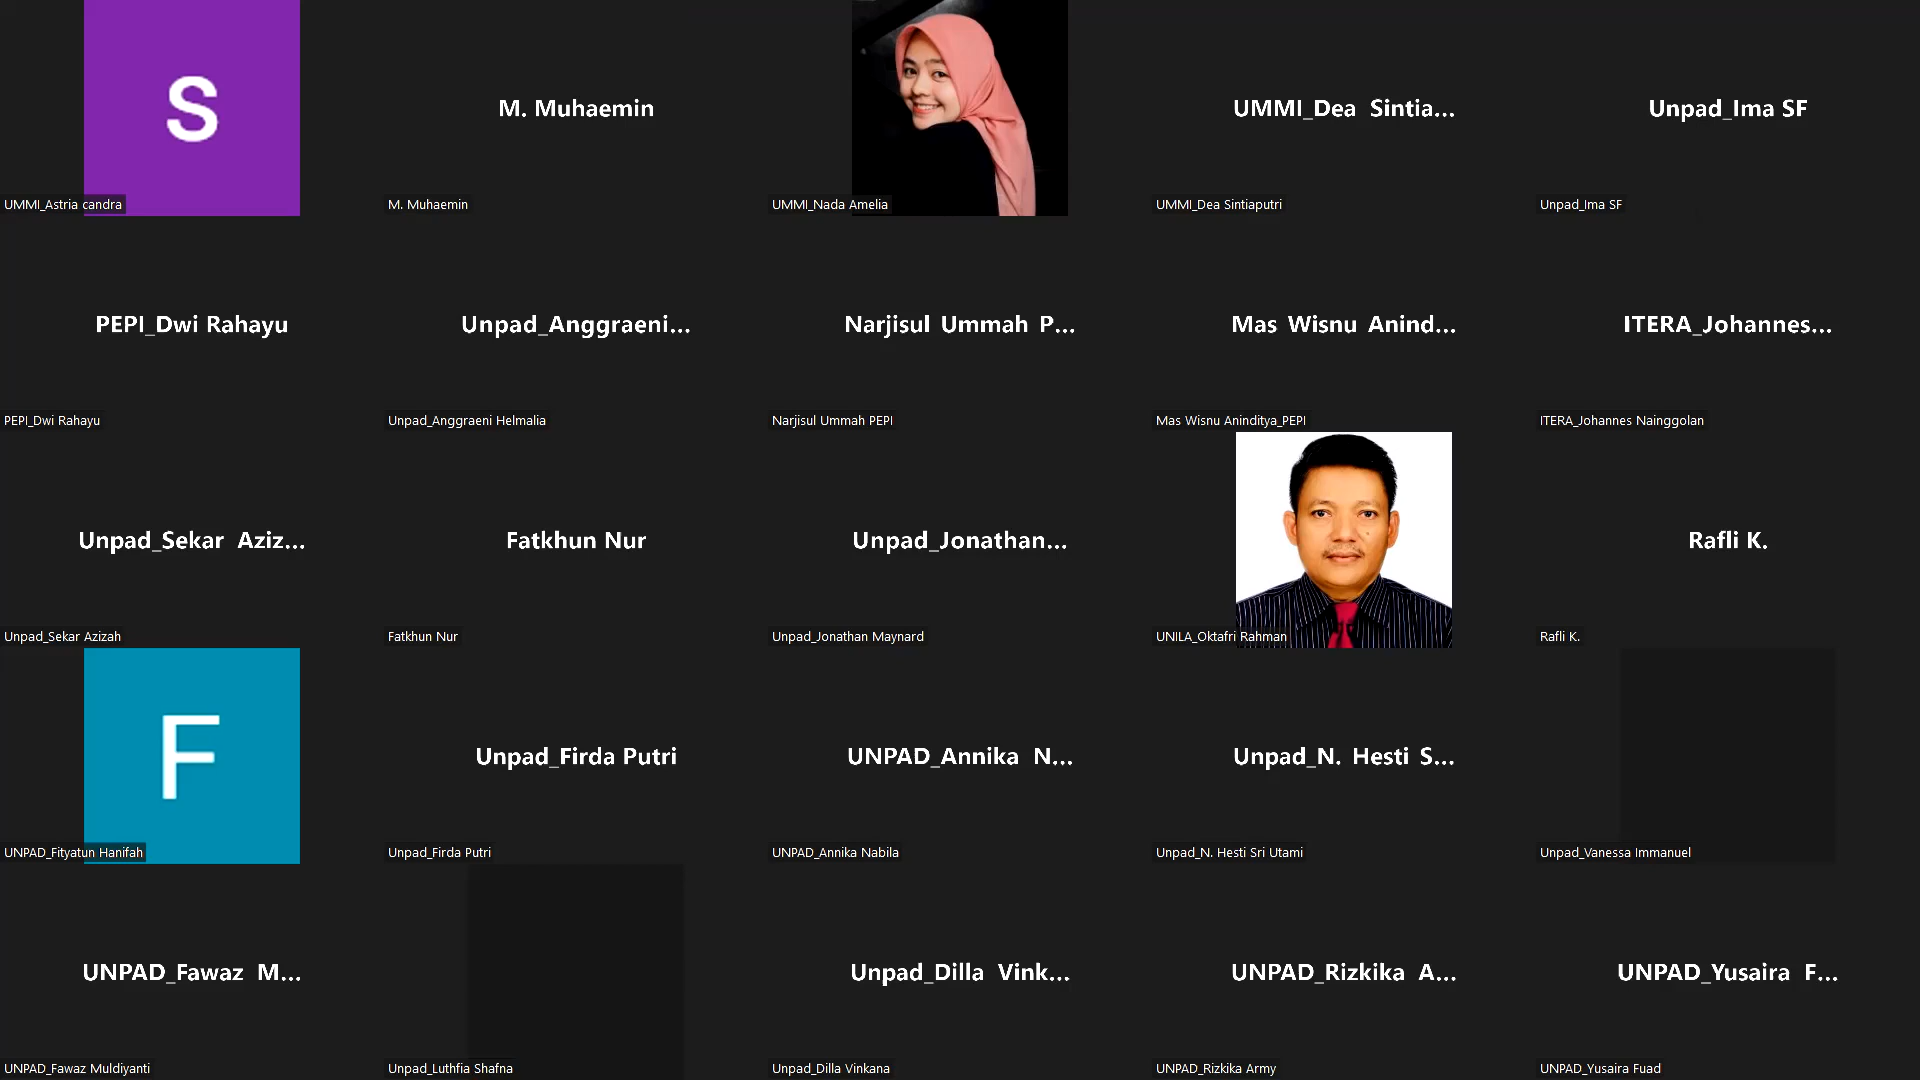 S
UMMI_Astria candra
M. Muhaemin
M. Muhaemin
UMMI_Nada Amelia
UMMI_Dea Sintia...
UMMI_Dea Sintiaputri
Unpad_Ima SF
Unpad_Ima SF
PEPI_Dwi Rahayu
PEPI_Dwi Rahayu
Unpad_Anggraeni...
Unpad_Anggraeni Helmalia
Narjisul Ummah P...
Narjisul Ummah PEPI
Mas Wisnu Anind...
Mas Wisnu Aninditya_PEPI
ITERA_Johannes...
ITERA_Johannes Nainggolan
Unpad_Sekar Aziz...
Unpad_Sekar Azizah
Fatkhun Nur
Fatkhun Nur
Unpad_Jonathan...
Unpad_Jonathan Maynard
UNILA_Oktafri Rahman
Rafli K.
Rafli K.
F
UNPAD_Fityatun Hanifah
Unpad_Firda Putri
Unpad_Firda Putri
UNPAD_Annika N...
UNPAD_Annika Nabila
Unpad_N. Hesti S...
Unpad_N. Hesti Sri Utami
Unpad_Vanessa Immanuel
UNPAD_Fawaz M...
UNPAD_Fawaz Muldiyanti
Unpad_Luthfia Shafna
Unpad_Dilla Vink...
Unpad_Dilla Vinkana
UNPAD_Rizkika A...
UNPAD_Rizkika Army
UNPAD_Yusaira F...
UNPAD_Yusaira Fuad